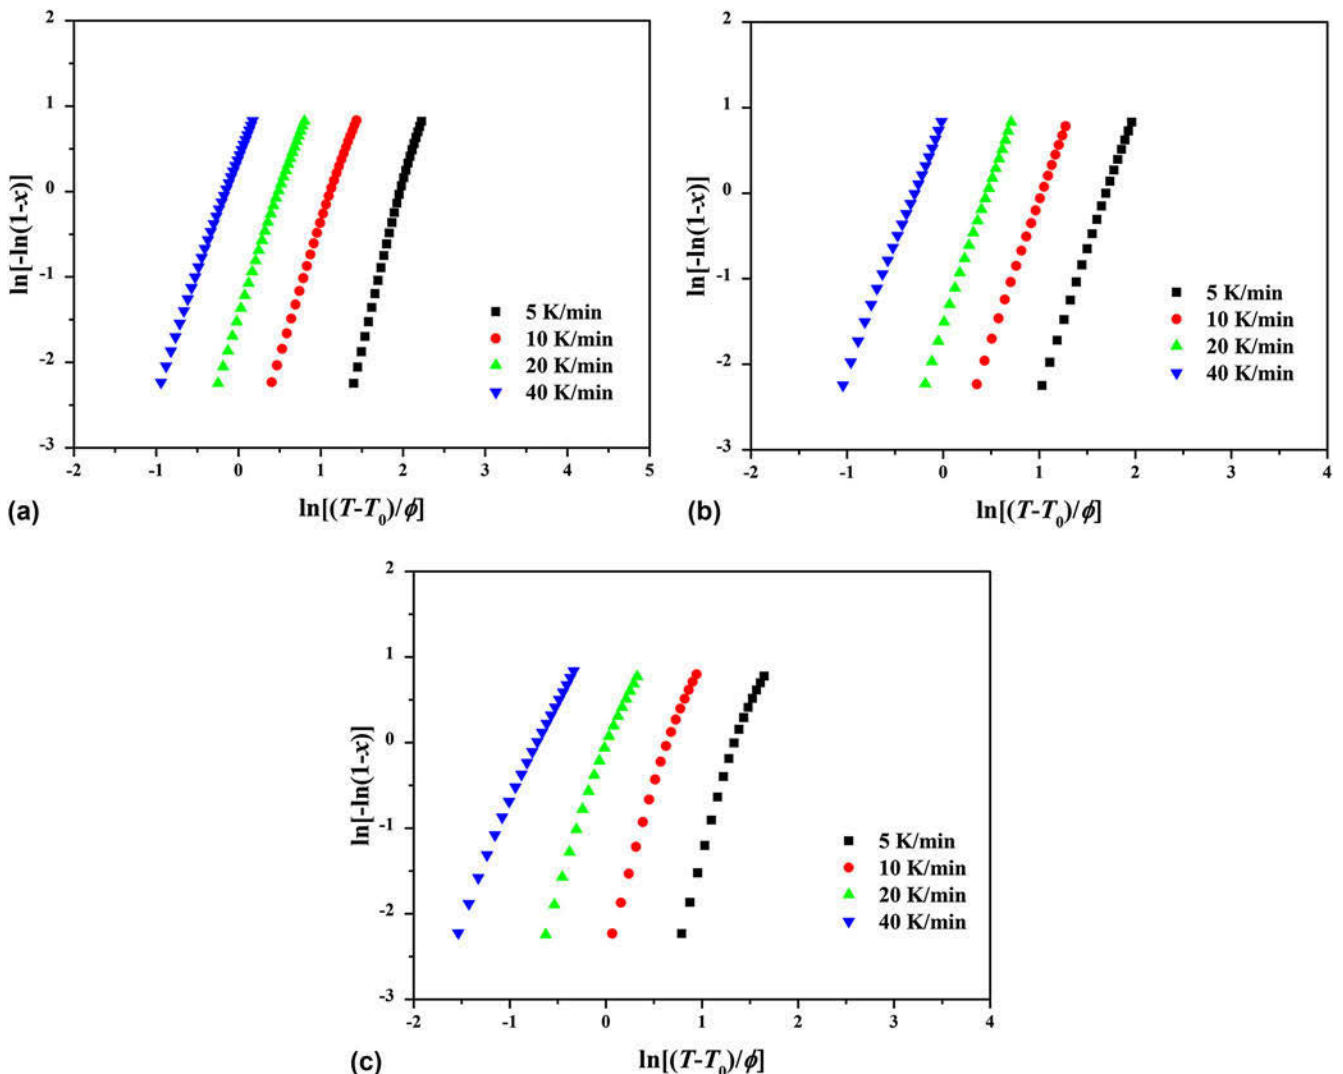 2
1
0
-1
-2
-3
-2
-1
0
1
2
3
4
5
ln[-ln(1-x)]
ln[(T-T₀)/ϕ]
5 K/min
10 K/min
20 K/min
40 K/min
(a)
2
1
0
-1
-2
-3
-2
-1
0
1
2
3
4
ln[-ln(1-x)]
ln[(T-T₀)/ϕ]
5 K/min
10 K/min
20 K/min
40 K/min
(b)
2
1
0
-1
-2
-3
-2
-1
0
1
2
3
4
ln[-ln(1-x)]
ln[(T-T₀)/ϕ]
5 K/min
10 K/min
20 K/min
40 K/min
(c)